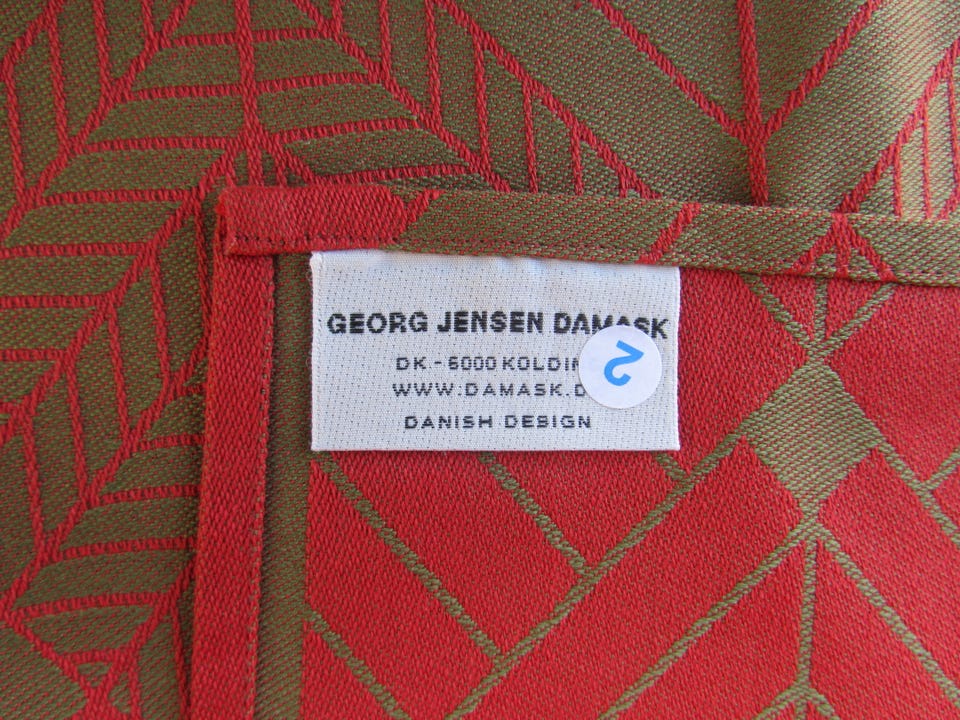 GEORG JENSEN DAMASK
DK-6000 KOLDIN
WWW.DAMASK.D
DANISH DESIGN
2